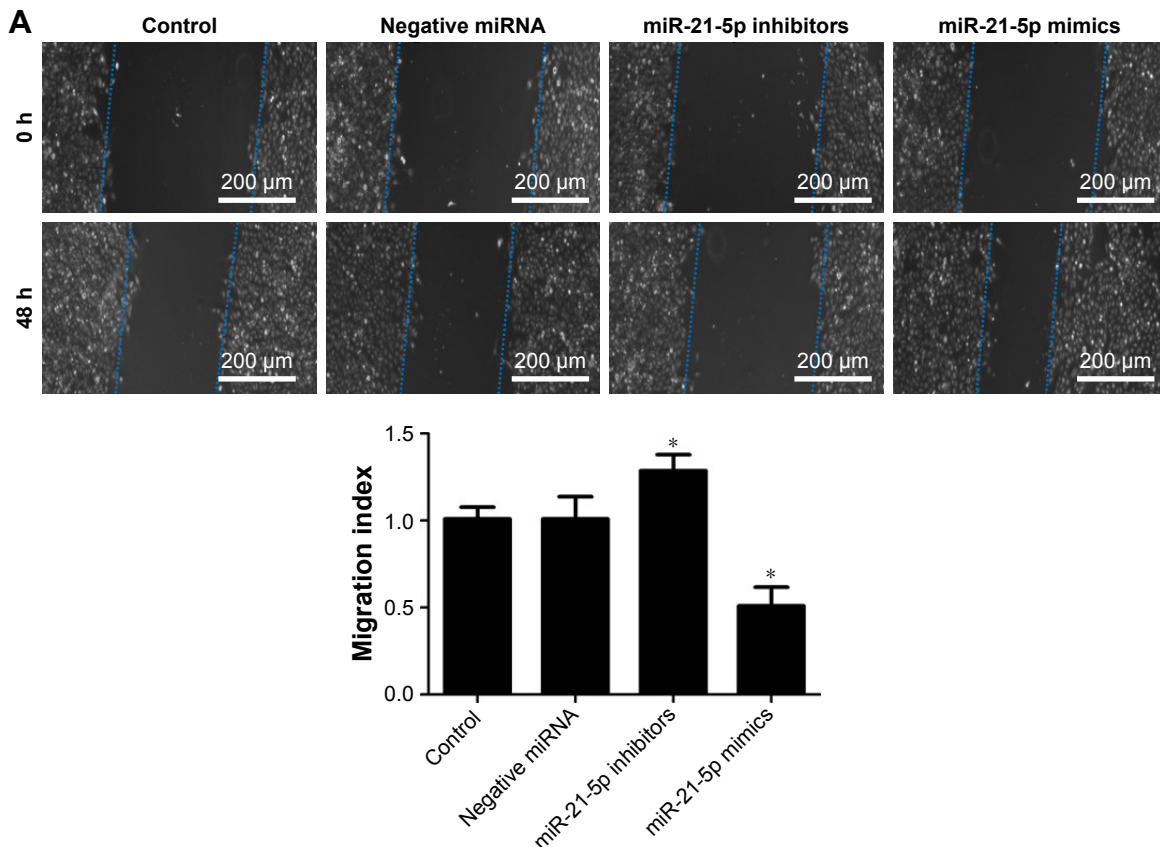 A
Control Negative miRNA miR-21-5p inhibitors miR-21-5p mimics
0 h
200 µm 200 µm 200 µm 200 µm
48 h
200 µm 200 µm 200 µm 200 µm
Migration index
1.5
1.0
0.5
0.0
*
*
Control
Negative miRNA
miR-21-5p inhibitors
miR-21-5p mimics